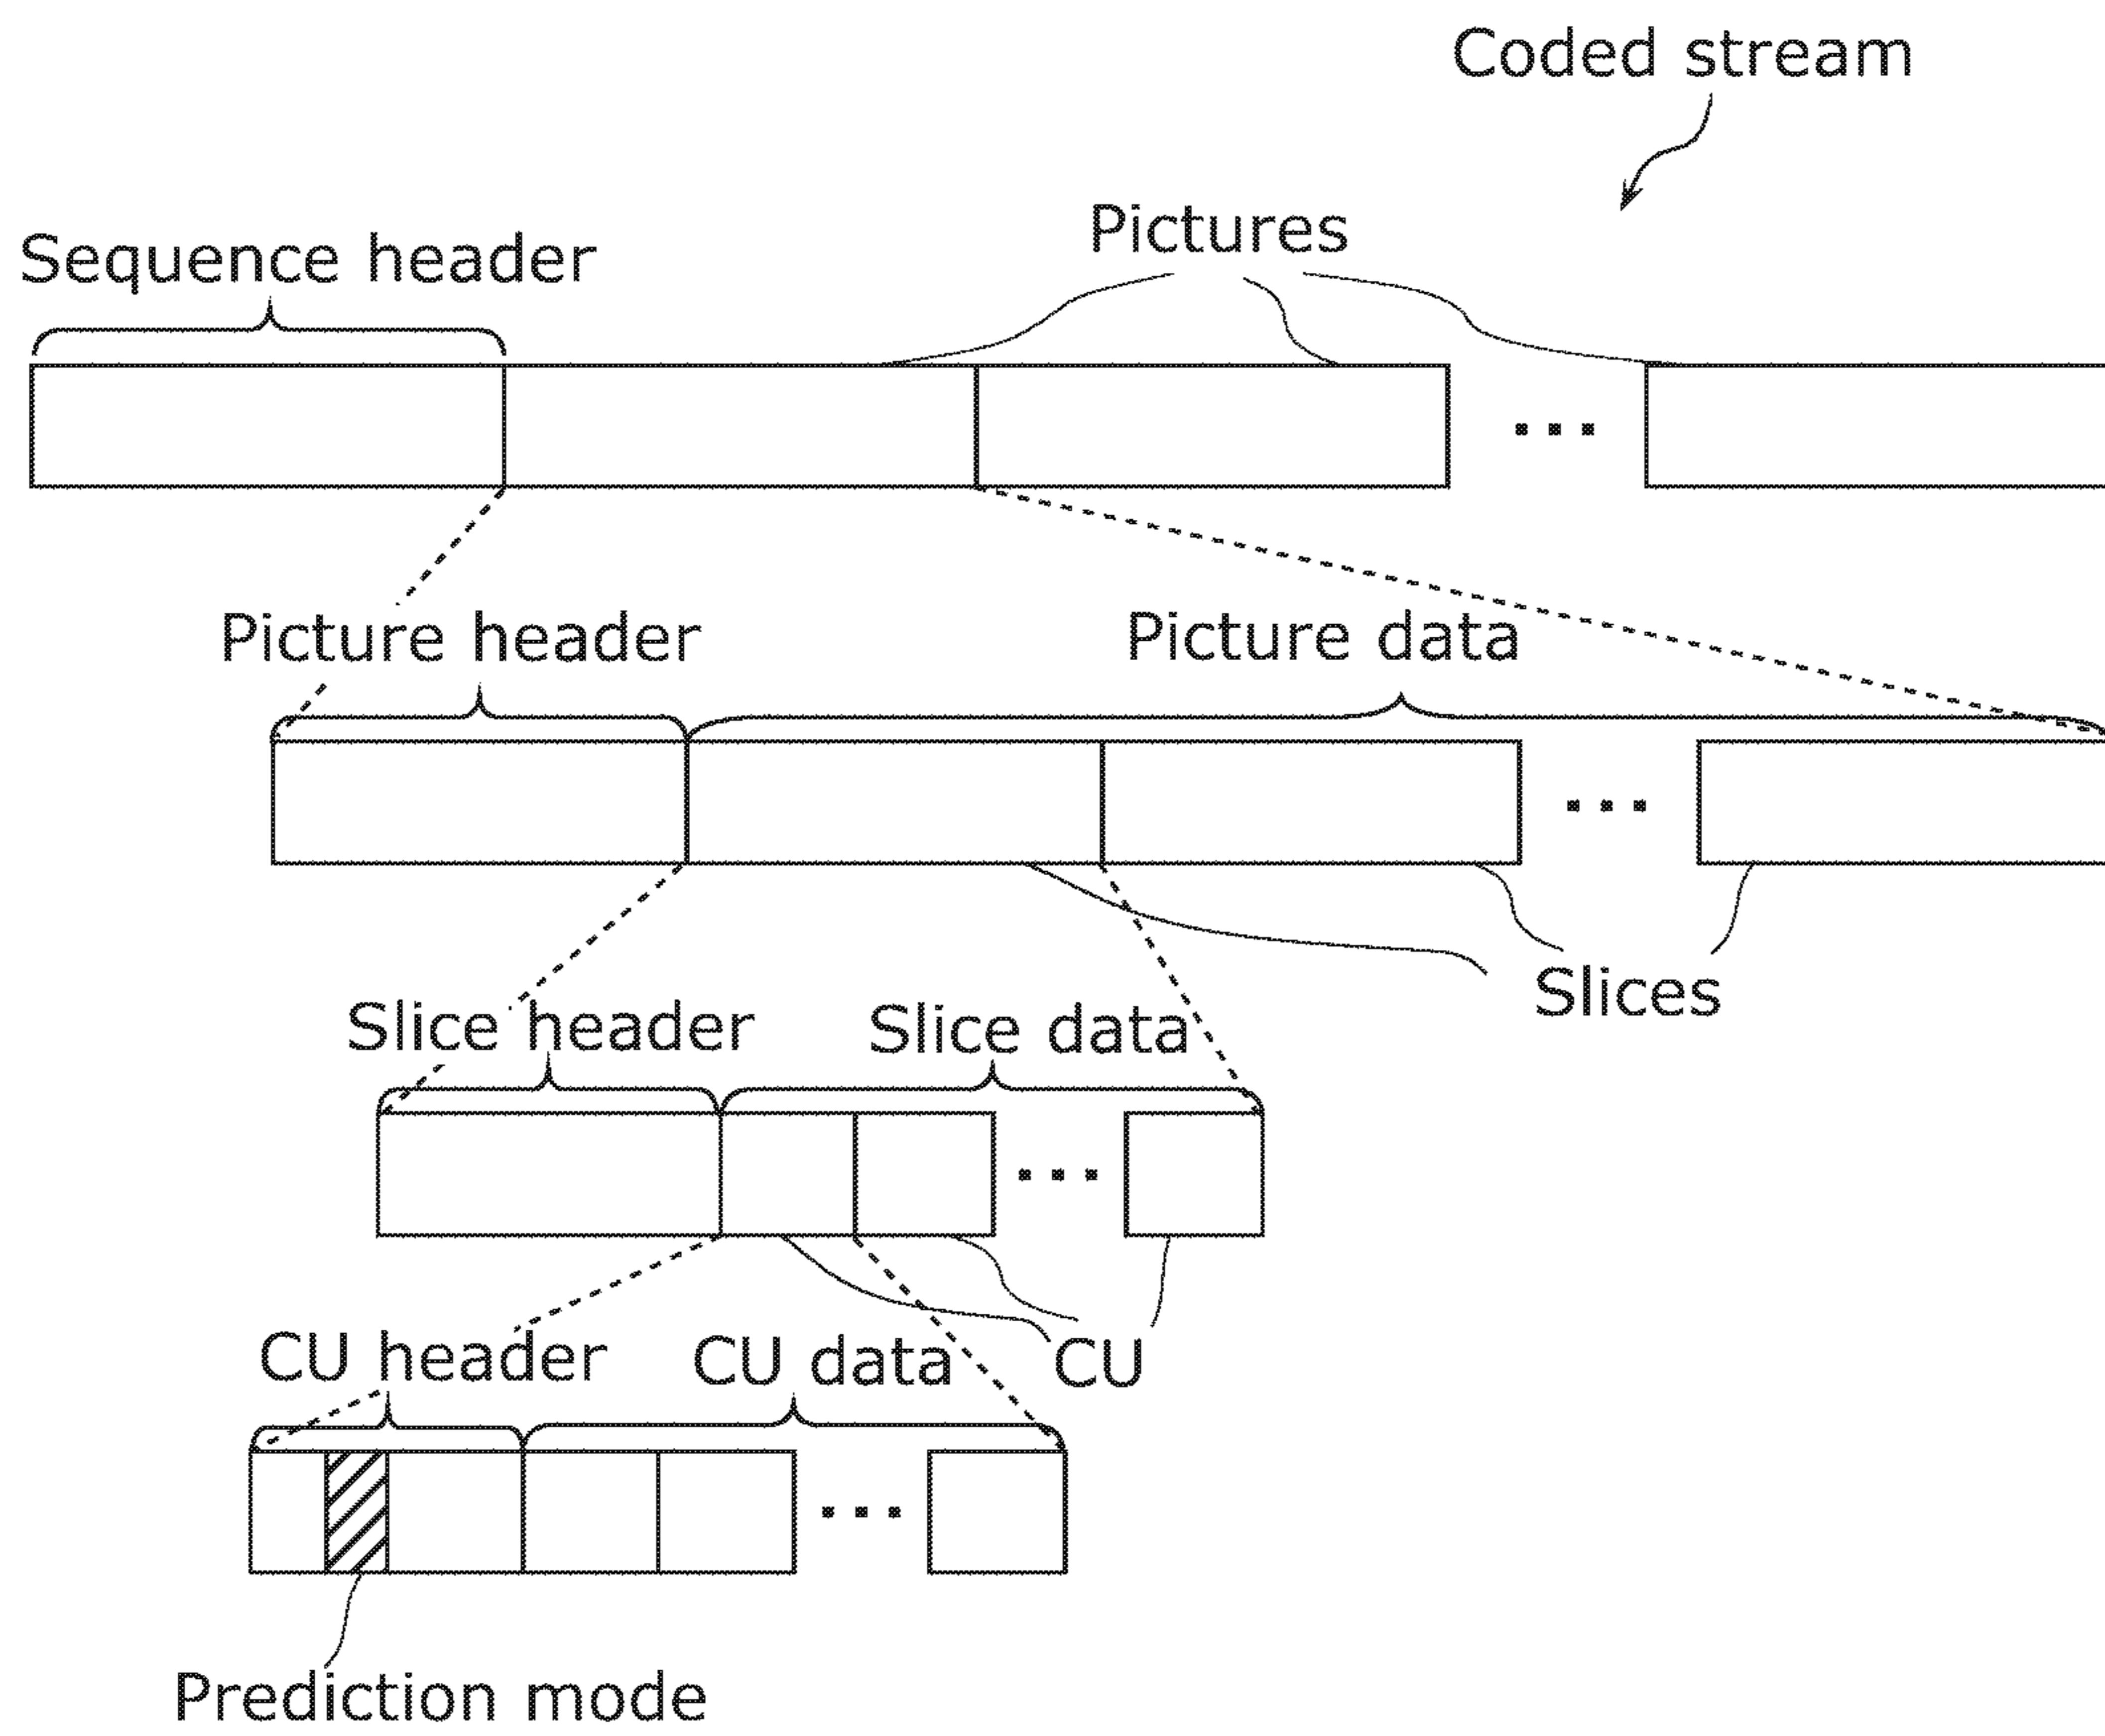 Coded stream
Pictures
Sequence header
...
Picture header
Picture data
...
Slices
Slice header
Slice data
...
CU header
CU data
CU
...
Prediction mode